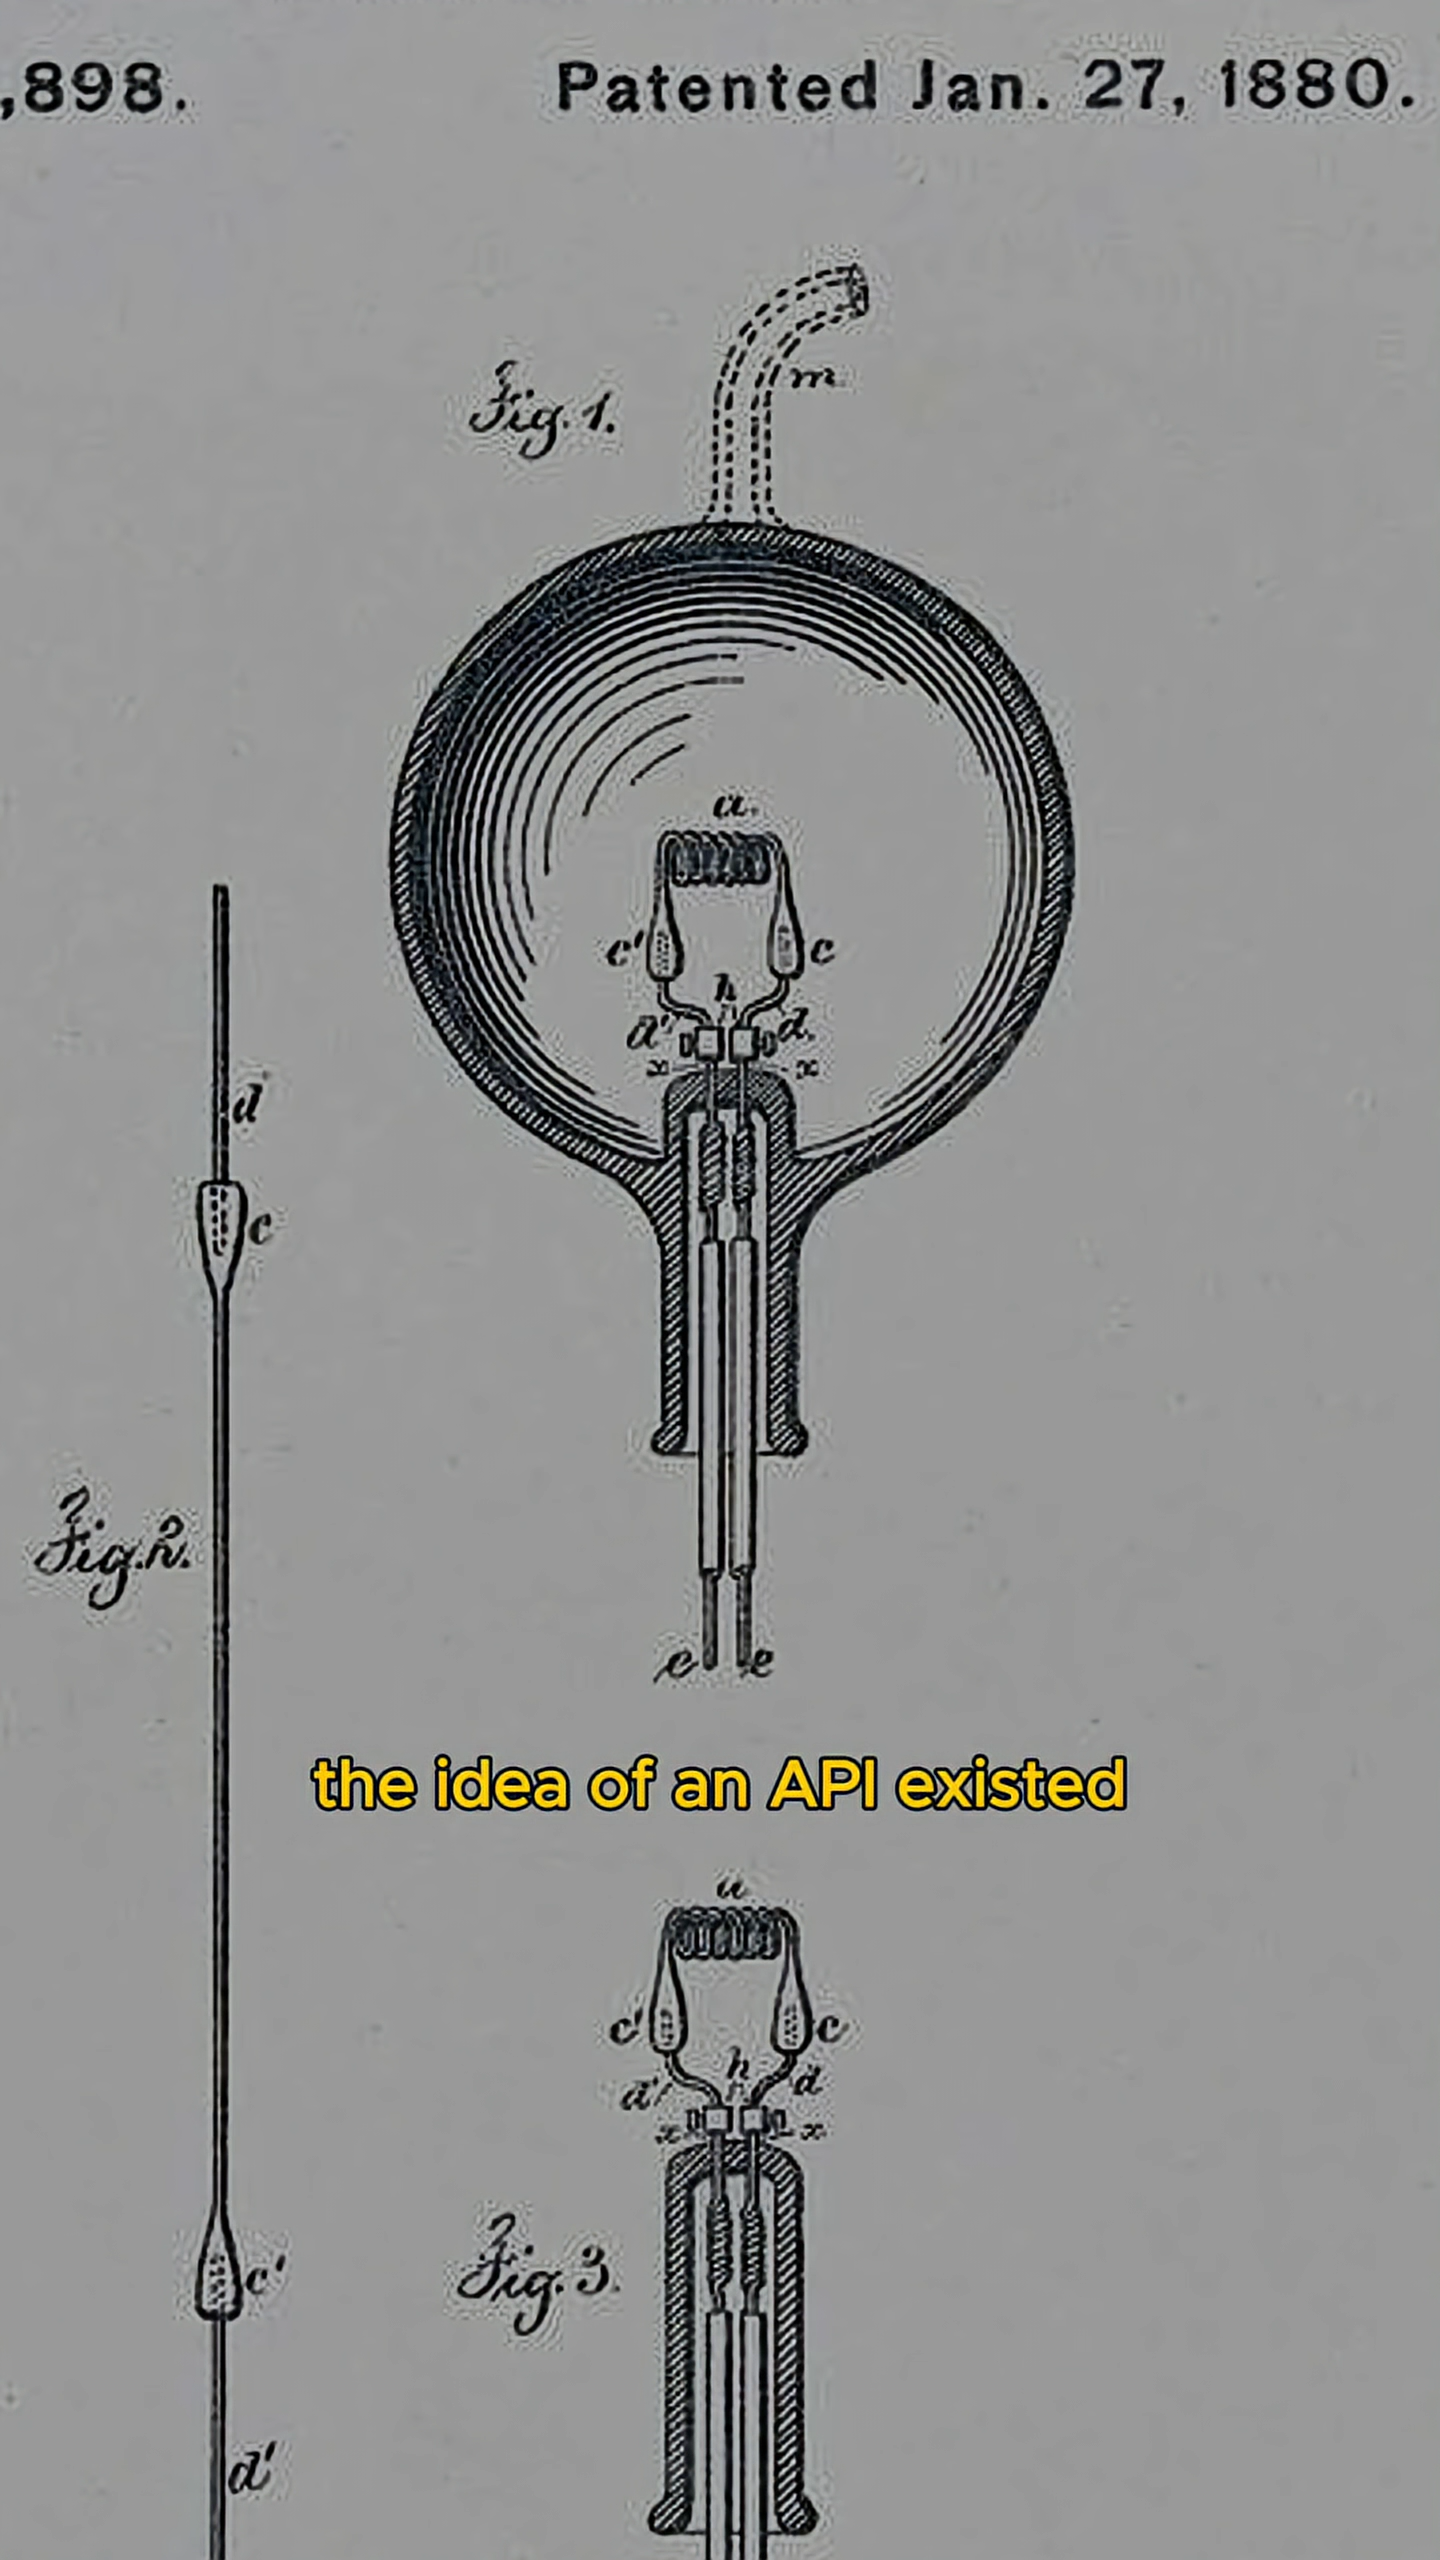 ,898.
Patented Jan. 27, 1880.
m
Fig. 1.
a.
c' c
h
d' d.
x x
d
c
Fig. 2.
e e
the idea of an API existed
a
c' c
h
d' d
x x
Fig. 3.
c'
d'